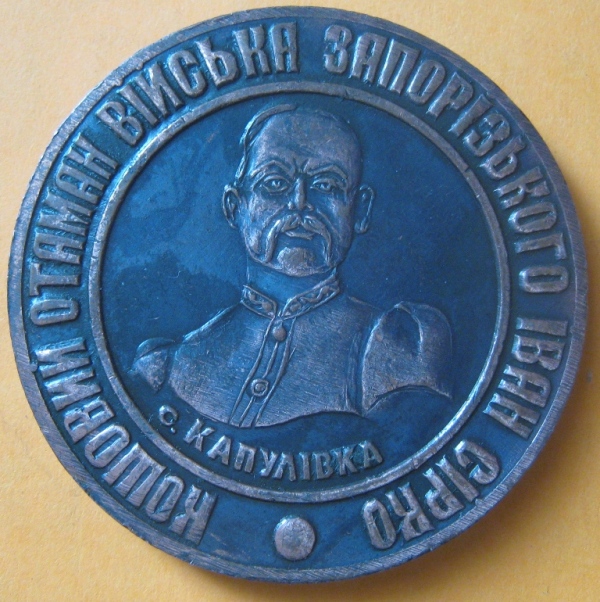 КОШОВИЙ ОТАМАН ВІЙСЬКА ЗАПОРІЗЬКОГО ІВАН СІРКО
с. КАПУЛІВКА